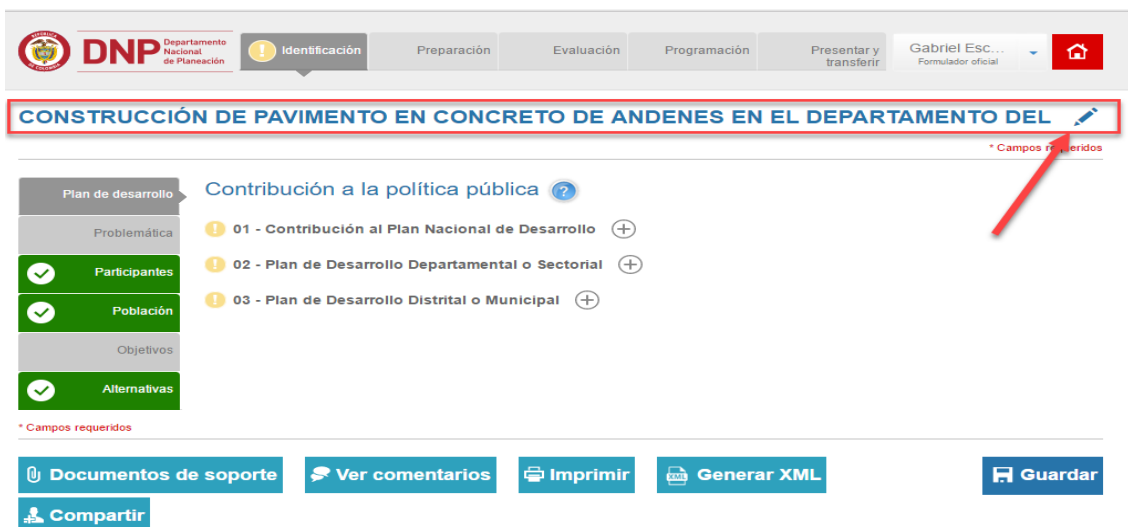 DNP
Departamento
Nacional
de Planeación
Identificación
Preparación
Evaluación
Programación
Presentar y
transferir
Gabriel Esc...
Formulador oficial
CONSTRUCCIÓN DE PAVIMENTO EN CONCRETO DE ANDENES EN EL DEPARTAMENTO DEL
* Campos requeridos
Plan de desarrollo
Problemática
Participantes
Población
Objetivos
Alternativas
Contribución a la política pública ?
! 01 - Contribución al Plan Nacional de Desarrollo +
! 02 - Plan de Desarrollo Departamental o Sectorial +
! 03 - Plan de Desarrollo Distrital o Municipal +
* Campos requeridos
Documentos de soporte
Ver comentarios
Imprimir
XML Generar XML
Guardar
Compartir